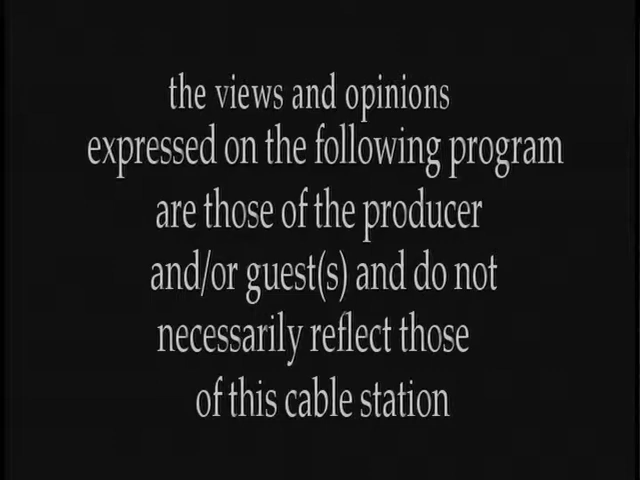 the views and opinions
expressed on the following program
are those of the producer
and/or guest(s) and do not
necessarily reflect those
of this cable station